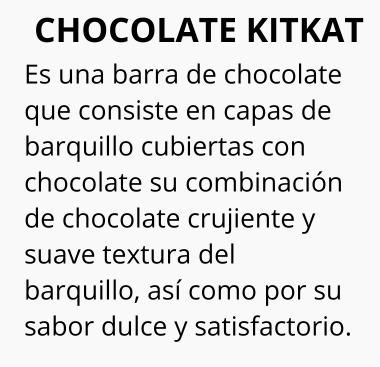 CHOCOLATE KITKAT
Es una barra de chocolate
que consiste en capas de
barquillo cubiertas con
chocolate su combinación
de chocolate crujiente y
suave textura del
barquillo, así como por su
sabor dulce y satisfactorio.